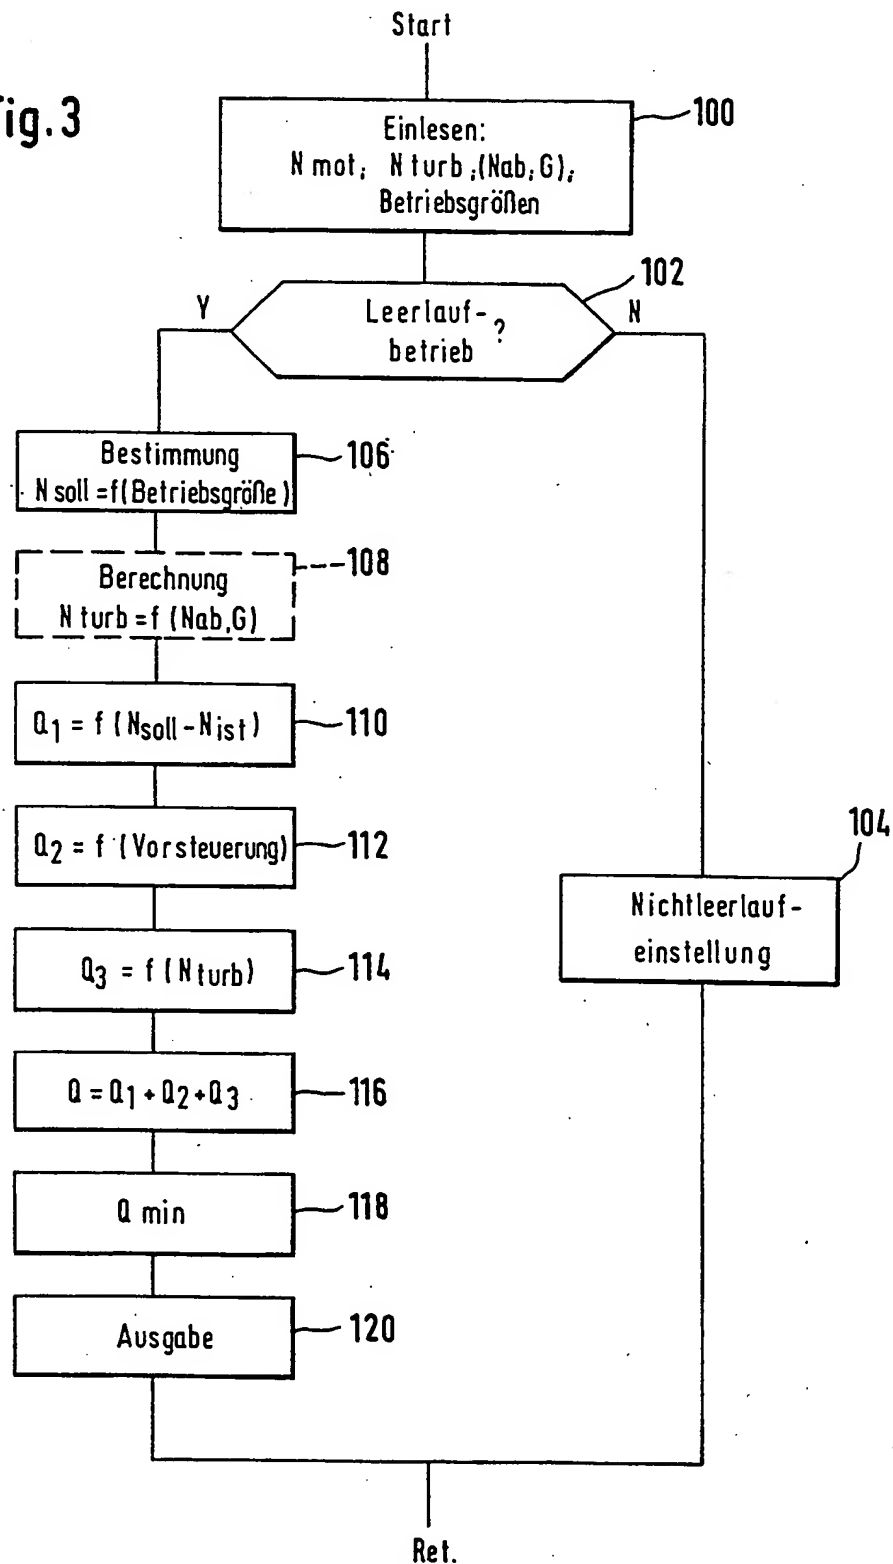 Start
Fig.3
100
Einlesen:
N mot; N turb ;(Nab; G);
Betriebsgrößen
102
Y
Leerlauf-
betrieb ?
N
Bestimmung
N soll = f(Betriebsgröße)
106
Berechnung
N turb = f (Nab, G)
108
Q1 = f (Nsoll - Nist)
110
Q2 = f (Vorsteuerung)
112
104
Nichtleerlauf-
einstellung
Q3 = f (Nturb)
114
Q = Q1 + Q2 + Q3
116
Q min
118
Ausgabe
120
Ret.